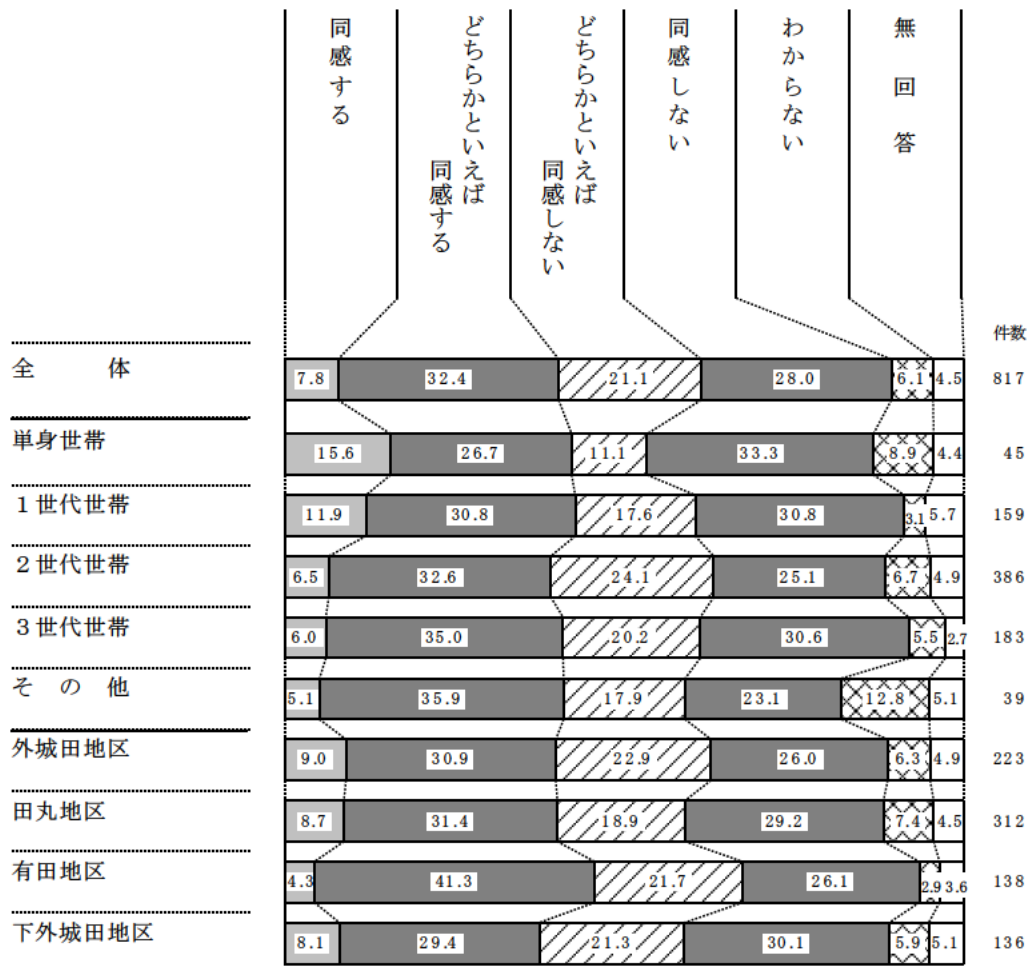 同感する
どちらかといえば
同感する
どちらかといえば
同感しない
同感しない
わからない
無回答
件数
全体 7.8 32.4 21.1 28.0 6.1 4.5 817
単身世帯 15.6 26.7 11.1 33.3 8.9 4.4 45
１世代世帯 11.9 30.8 17.6 30.8 3.1 5.7 159
２世代世帯 6.5 32.6 24.1 25.1 6.7 4.9 386
３世代世帯 6.0 35.0 20.2 30.6 5.5 2.7 183
その他 5.1 35.9 17.9 23.1 12.8 5.1 39
外城田地区 9.0 30.9 22.9 26.0 6.3 4.9 223
田丸地区 8.7 31.4 18.9 29.2 7.4 4.5 312
有田地区 4.3 41.3 21.7 26.1 2.9 3.6 138
下外城田地区 8.1 29.4 21.3 30.1 5.9 5.1 136